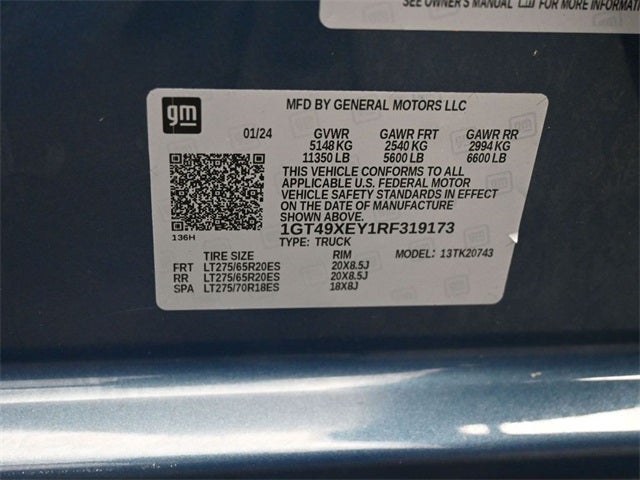 SEE OWNER'S MANUAL FOR MORE INFORMATI
gm
MFD BY GENERAL MOTORS LLC
01/24 GVWR GAWR FRT GAWR RR
5148 KG 2540 KG 2994 KG
11350 LB 5600 LB 6600 LB
THIS VEHICLE CONFORMS TO ALL
APPLICABLE U.S. FEDERAL MOTOR
VEHICLE SAFETY STANDARDS IN EFFECT
ON THE DATE OF MANUFACTURE
SHOWN ABOVE.
1GT49XEY1RF319173
136H
TYPE: TRUCK
TIRE SIZE RIM MODEL: 13TK20743
FRT LT275/65R20ES 20X8.5J
RR LT275/65R20ES 20X8.5J
SPA LT275/70R18ES 18X8J